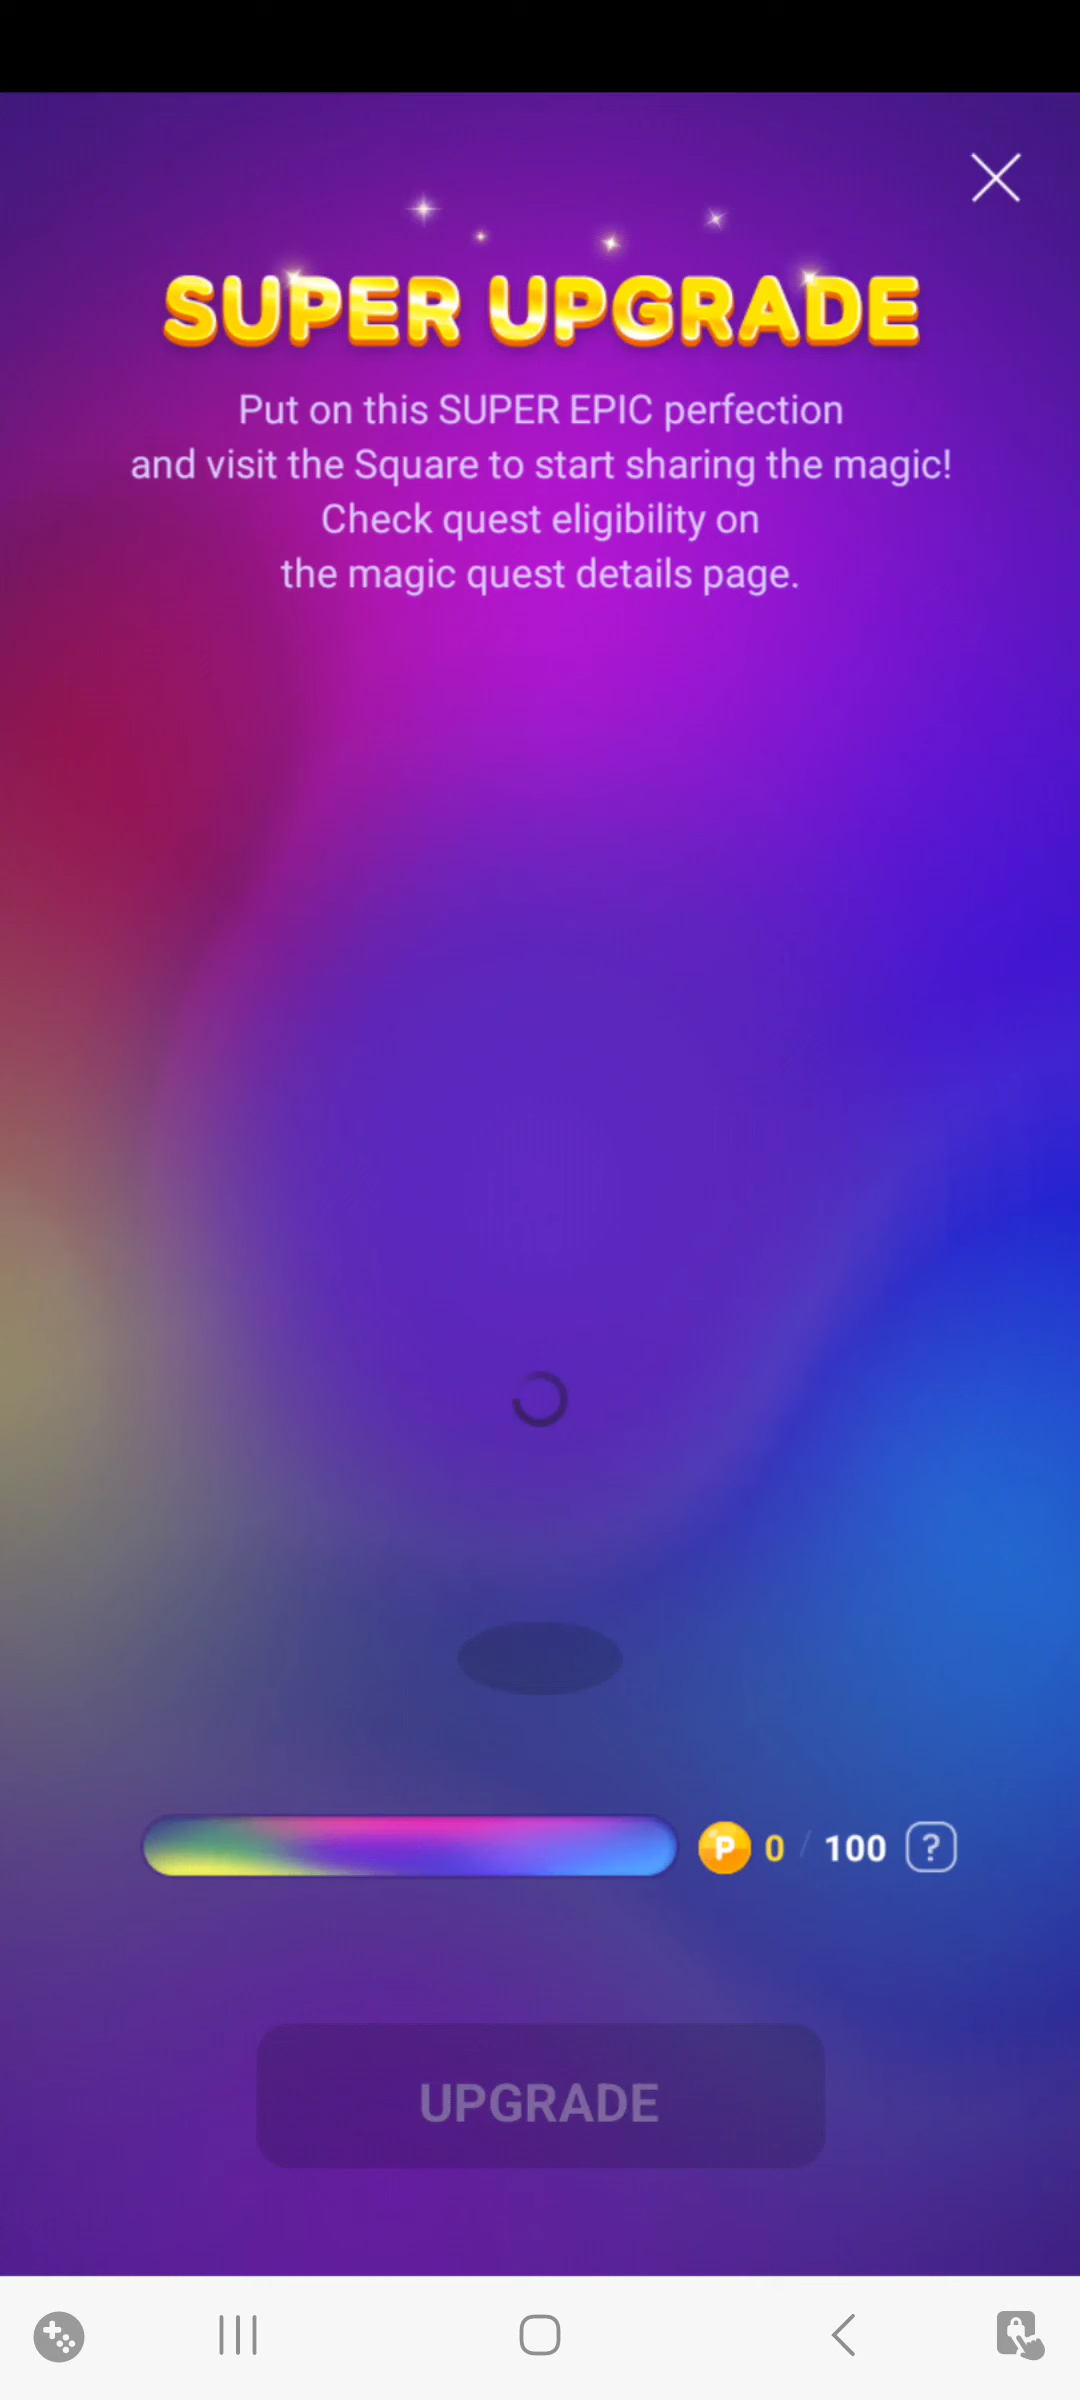 SUPER UPGRADE
Put on this SUPER EPIC perfection
and visit the Square to start sharing the magic!
Check quest eligibility on
the magic quest details page.
P 0 / 100 ?
UPGRADE